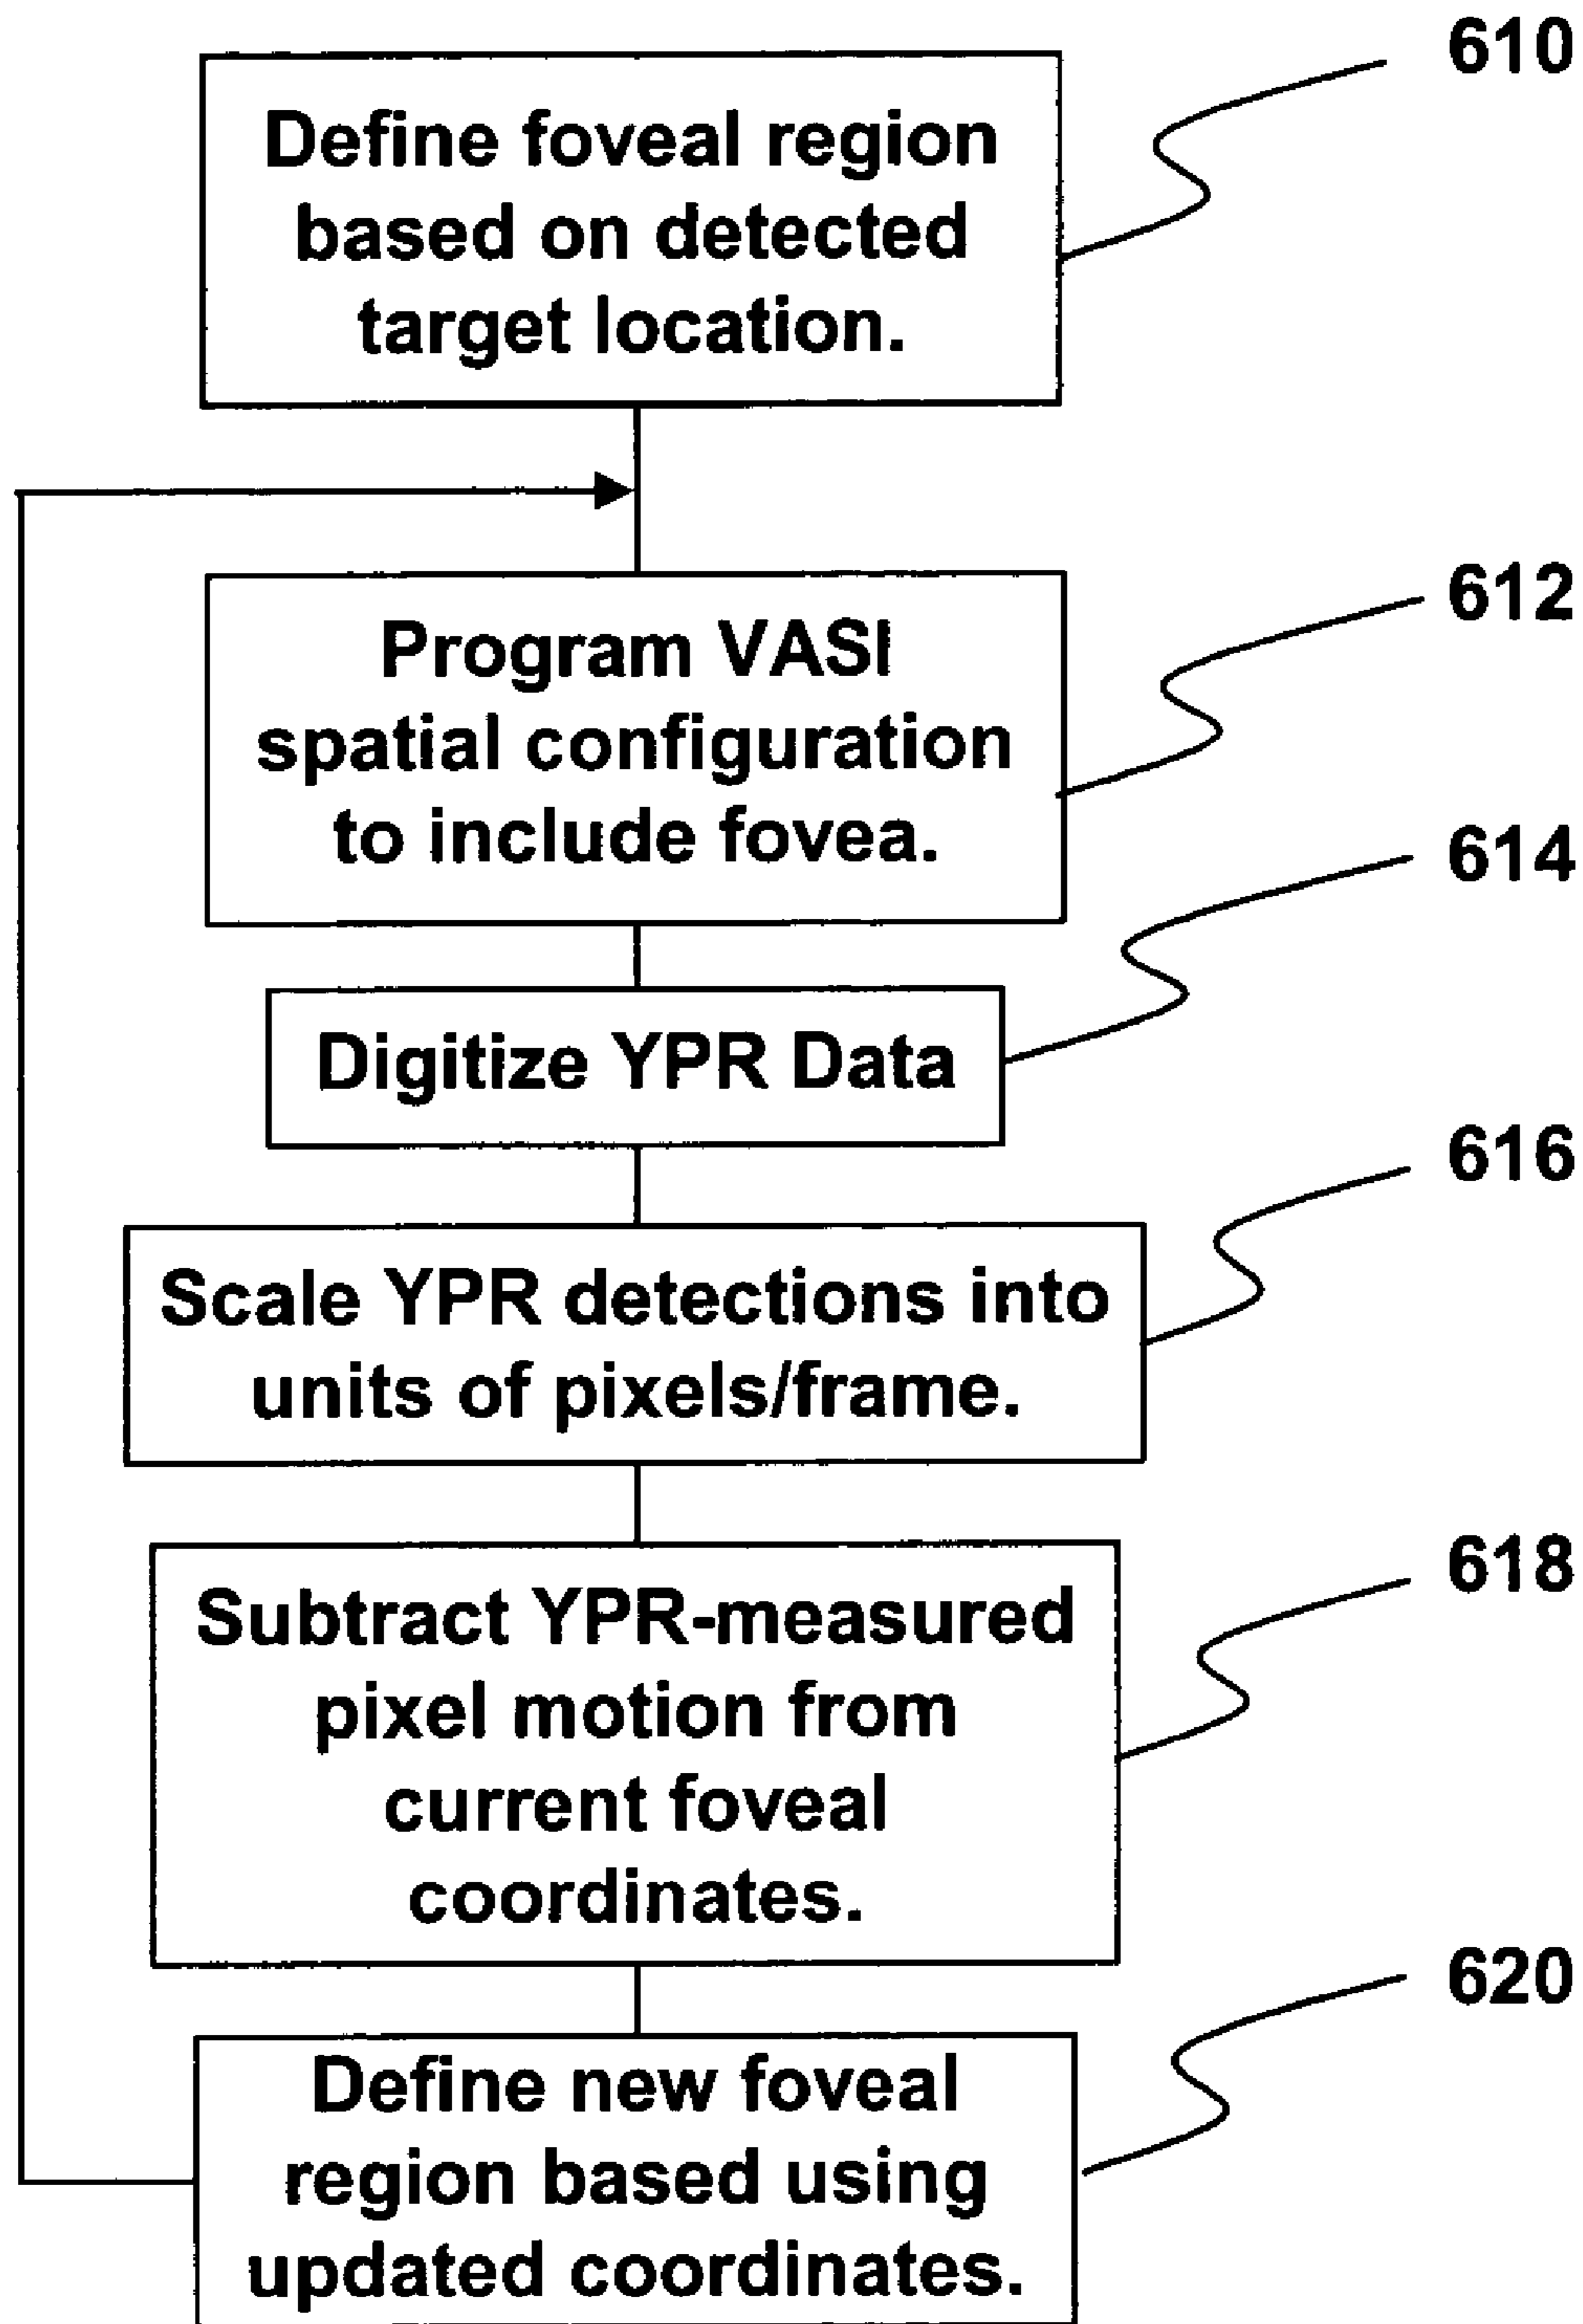 610
Define foveal region
based on detected
target location.
612
Program VASI
spatial configuration
to include fovea.
614
Digitize YPR Data
616
Scale YPR detections into
units of pixels/frame.
618
Subtract YPR-measured
pixel motion from
current foveal
coordinates.
620
Define new foveal
region based using
updated coordinates.